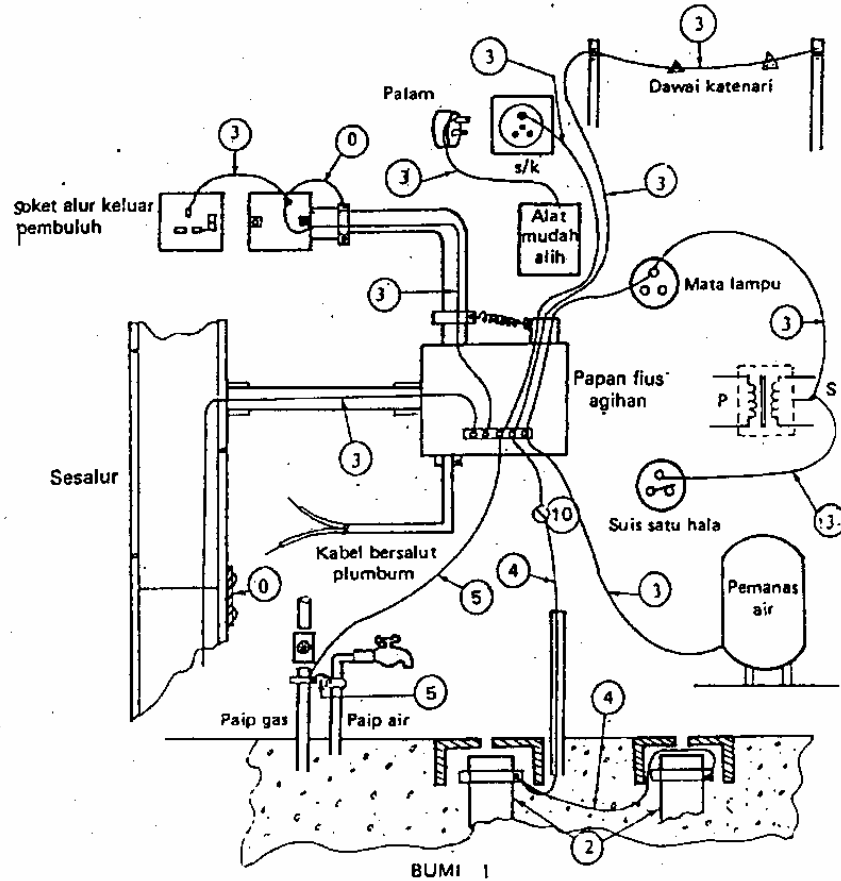 3
3
Dawai katenari
Palam
3
0
s/k
3
3
Soket alur keluar
pembuluh
Alat
mudah
alih
3
Mata lampu
3
Papan fius
agihan
P
S
3
Sesalur
Suis satu hala
3
10
Kabel bersalut
plumbum
0
5
4
3
Pemanas
air
5
4
Paip gas
Paip air
2
BUMI 1